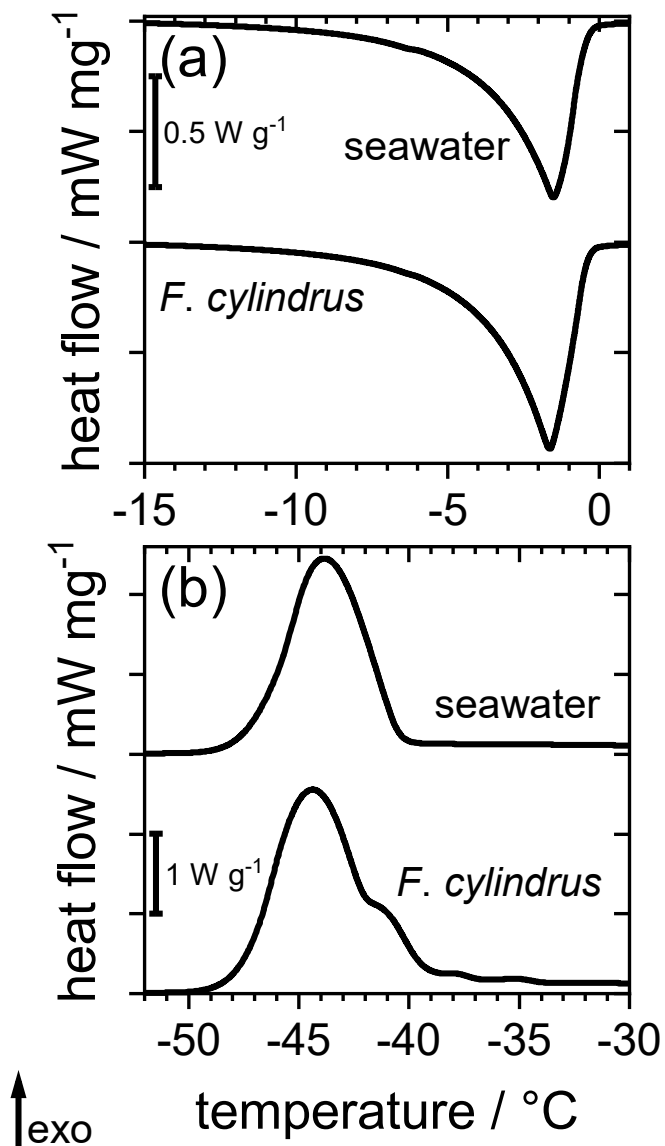 (a)
0.5 W g⁻¹
seawater
F. cylindrus
heat flow / mW mg⁻¹
-15 -10 -5 0
(b)
seawater
1 W g⁻¹
F. cylindrus
heat flow / mW mg⁻¹
-50 -45 -40 -35 -30
exo
temperature / °C